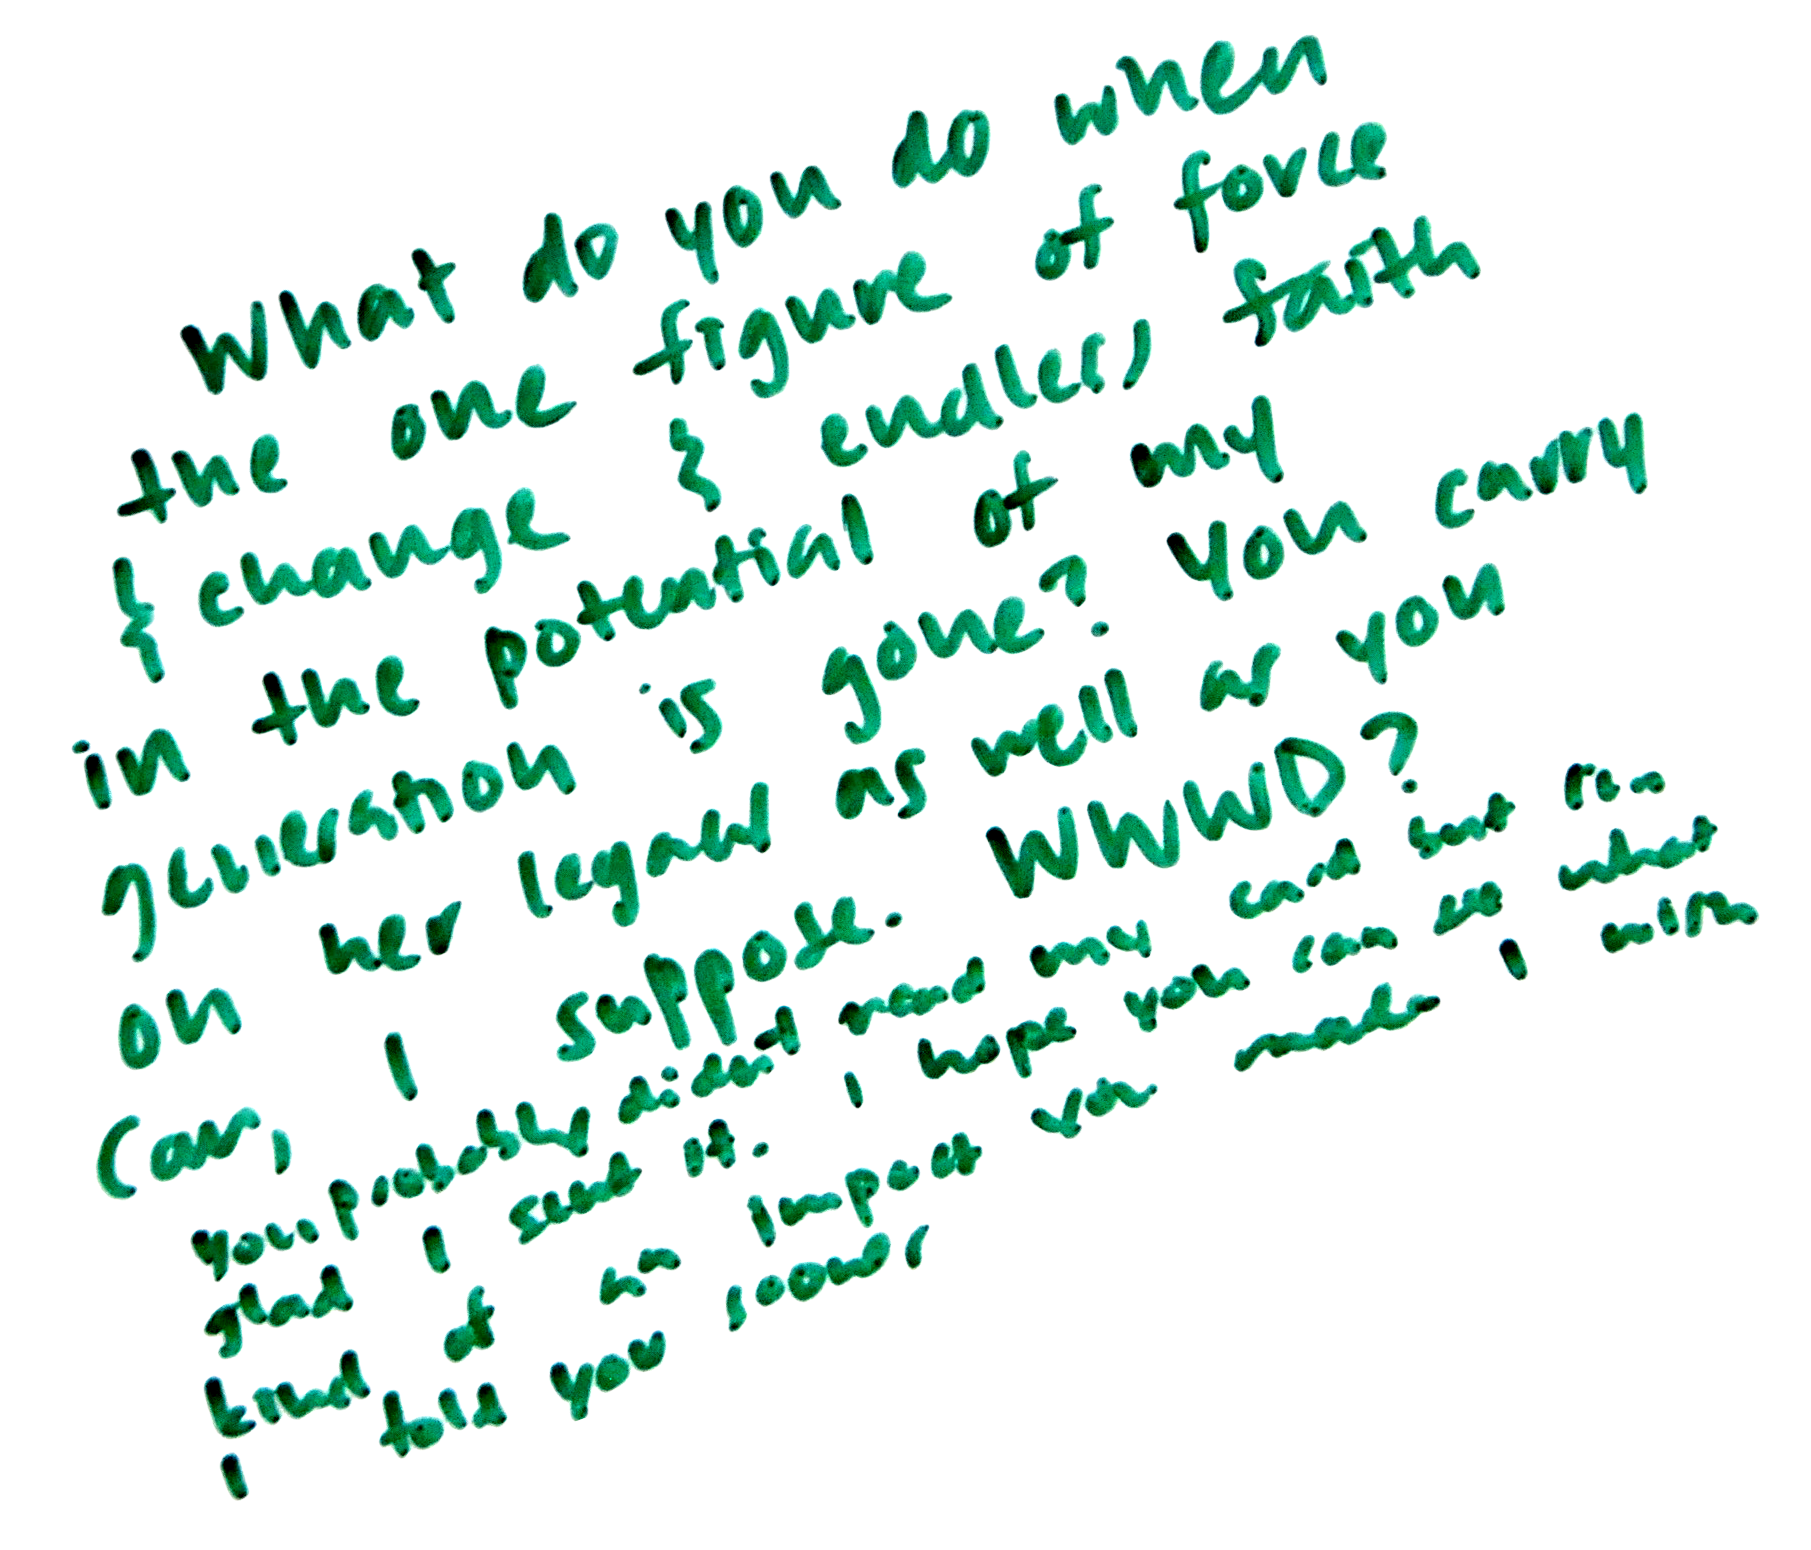 What do you do when
the one figure of force
& change & endless faith
in the potential of my
generation is gone? You carry
on her legacy as well as you
can, I suppose. WWWD?
you probably didn't read my card but I'm
glad I sent it. I hope you can see what
kind of an impact you made. I wish
I told you sooner